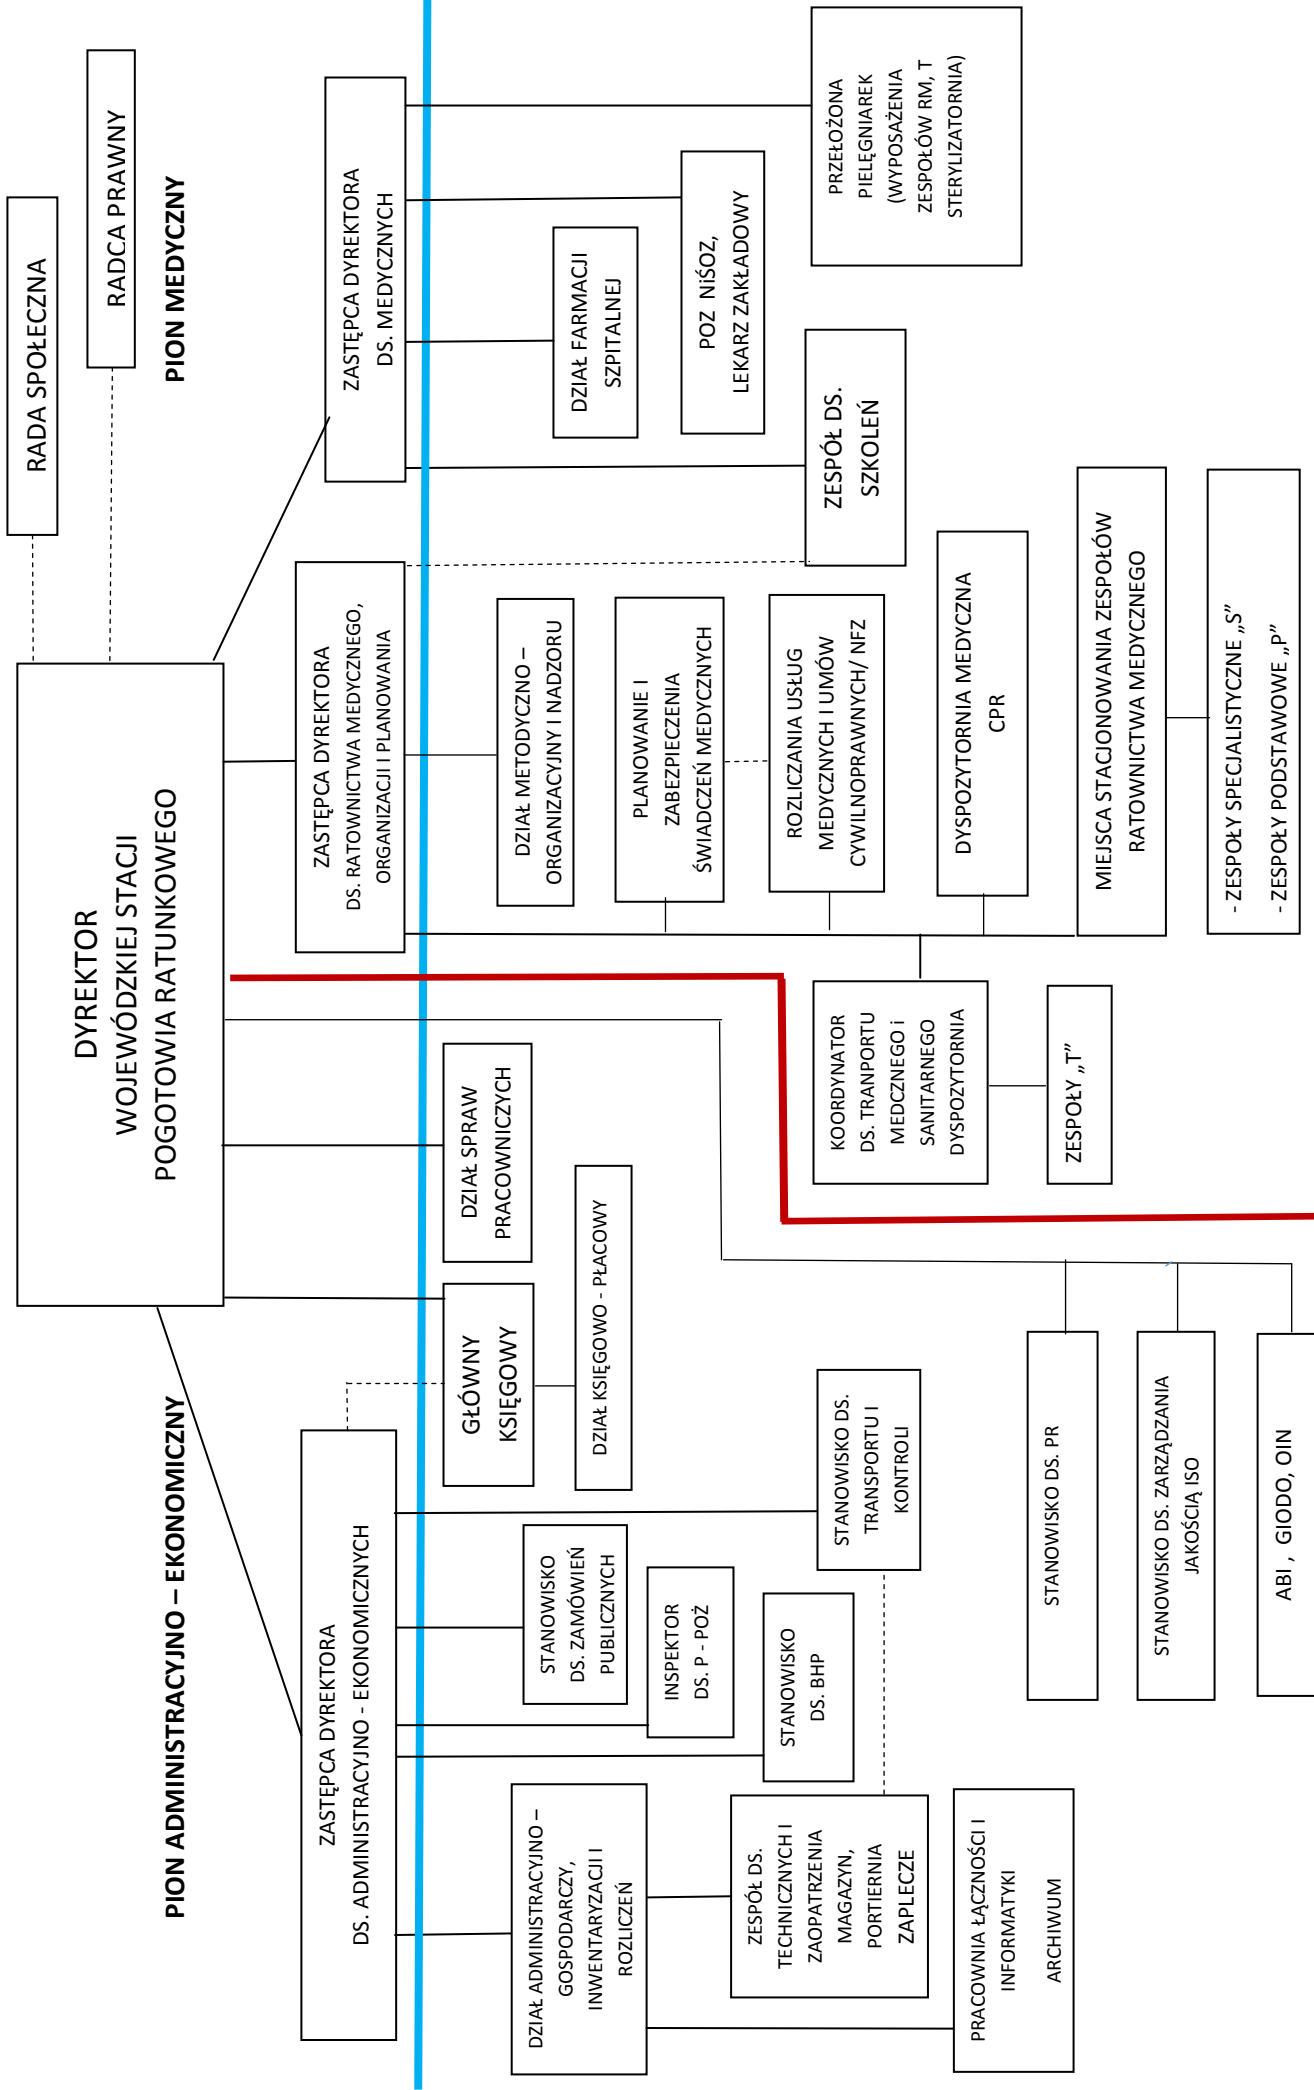 RADA SPOŁECZNA
RADCA PRAWNY
DYREKTOR
WOJEWÓDZKIEJ STACJI
POGOTOWIA RATUNKOWEGO
PION ADMINISTRACYJNO – EKONOMICZNY
PION MEDYCZNY
ZASTĘPCA DYREKTORA
DS. ADMINISTRACYJNO - EKONOMICZNYCH
ZASTĘPCA DYREKTORA
DS. RATOWNICTWA MEDYCZNEGO,
ORGANIZACJI I PLANOWANIA
ZASTĘPCA DYREKTORA
DS. MEDYCZNYCH
GŁÓWNY
KSIĘGOWY
DZIAŁ SPRAW
PRACOWNICZYCH
DZIAŁ KSIĘGOWO - PŁACOWY
DZIAŁ ADMINISTRACYJNO –
GOSPODARCZY,
INWENTARYZACJI I
ROZLICZEŃ
STANOWISKO
DS. ZAMÓWIEŃ
PUBLICZNYCH
INSPEKTOR
DS. P - POŻ
STANOWISKO
DS. BHP
STANOWISKO DS.
TRANSPORTU I
KONTROLI
ZESPÓŁ DS.
TECHNICZNYCH I
ZAOPATRZENIA
MAGAZYN,
PORTIERNIA
ZAPLECZE
PRACOWNIA ŁĄCZNOŚCI I
INFORMATYKI
ARCHIWUM
STANOWISKO DS. PR
STANOWISKO DS. ZARZĄDZANIA
JAKOŚCIĄ ISO
ABI , GIODO, OIN
DZIAŁ METODYCZNO –
ORGANIZACYJNY I NADZORU
PLANOWANIE I
ZABEZPIECZENIA
ŚWIADCZEŃ MEDYCZNYCH
ROZLICZANIA USŁUG
MEDYCZNYCH I UMÓW
CYWILNOPRAWNYCH/ NFZ
KOORDYNATOR
DS. TRANPORTU
MEDCZNEGO i
SANITARNEGO
DYSPOZYTORNIA
ZESPOŁY „T”
DYSPOZYTORNIA MEDYCZNA
CPR
MIEJSCA STACJONOWANIA ZESPOŁÓW
RATOWNICTWA MEDYCZNEGO
- ZESPOŁY SPECJALISTYCZNE „S”
- ZESPOŁY PODSTAWOWE „P”
DZIAŁ FARMACJI
SZPITALNEJ
POZ NiŚOZ,
LEKARZ ZAKŁADOWY
ZESPÓŁ DS.
SZKOLEŃ
PRZEŁOŻONA
PIELĘGNIAREK
(WYPOSAŻENIA
ZESPOŁÓW RM, T
STERYLIZATORNIA)